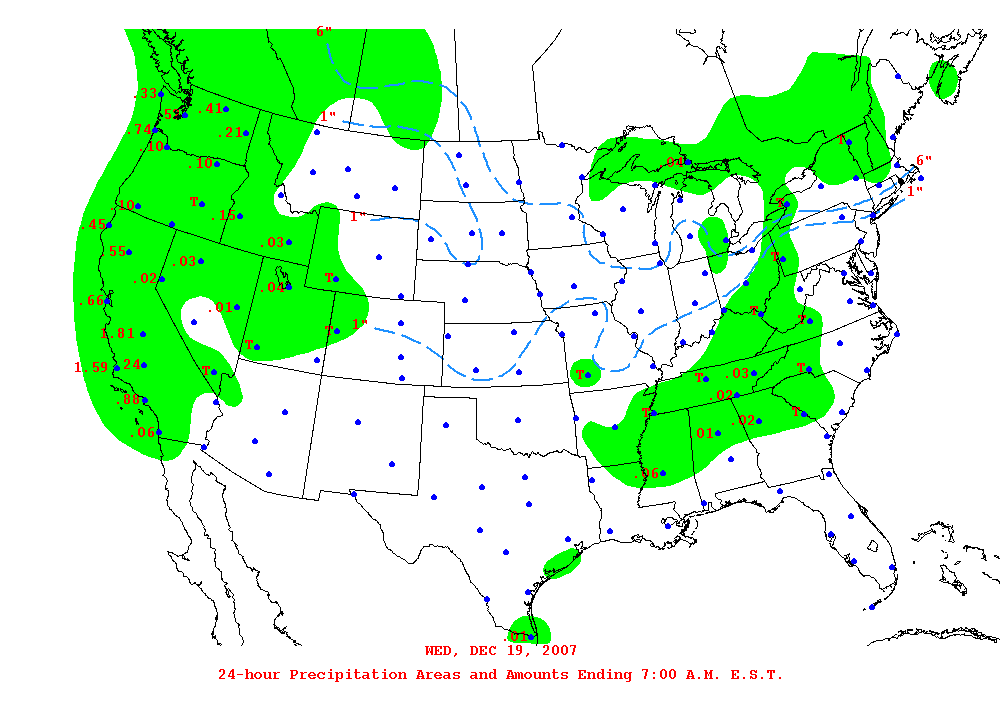 6"
.33
.41
.52
1"
.74
.21
.10
T
.10
.04
6"
1"
T
.10
T
.15
1"
.45
.03
.55
.03
T
.02
T
.04
.66
.01
T
T
1"
T
1.81
T
1.59
.24
T
T
T
.03
T
.88
.02
T
T
.02
.06
.01
.06
.01
WED, DEC 19, 2007
24-hour Precipitation Areas and Amounts Ending 7:00 A.M. E.S.T.